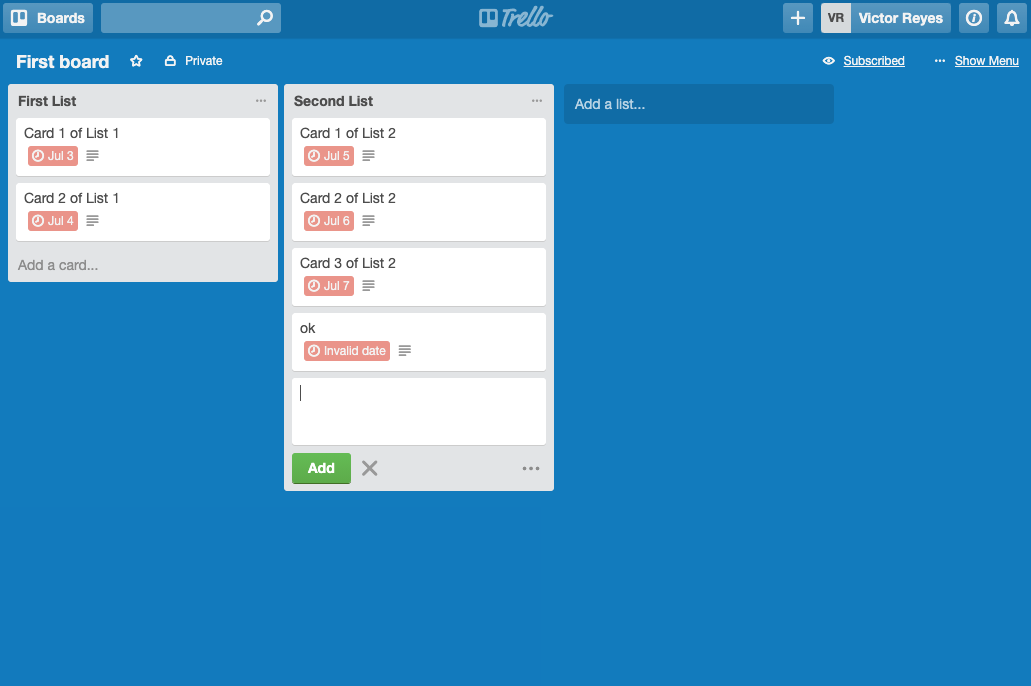 Boards
Trello
VR Victor Reyes
First board
Private
Subscribed
Show Menu
First List
Card 1 of List 1
Jul 3
Card 2 of List 1
Jul 4
Add a card...
Second List
Card 1 of List 2
Jul 5
Card 2 of List 2
Jul 6
Card 3 of List 2
Jul 7
ok
Invalid date
Add
Add a list...